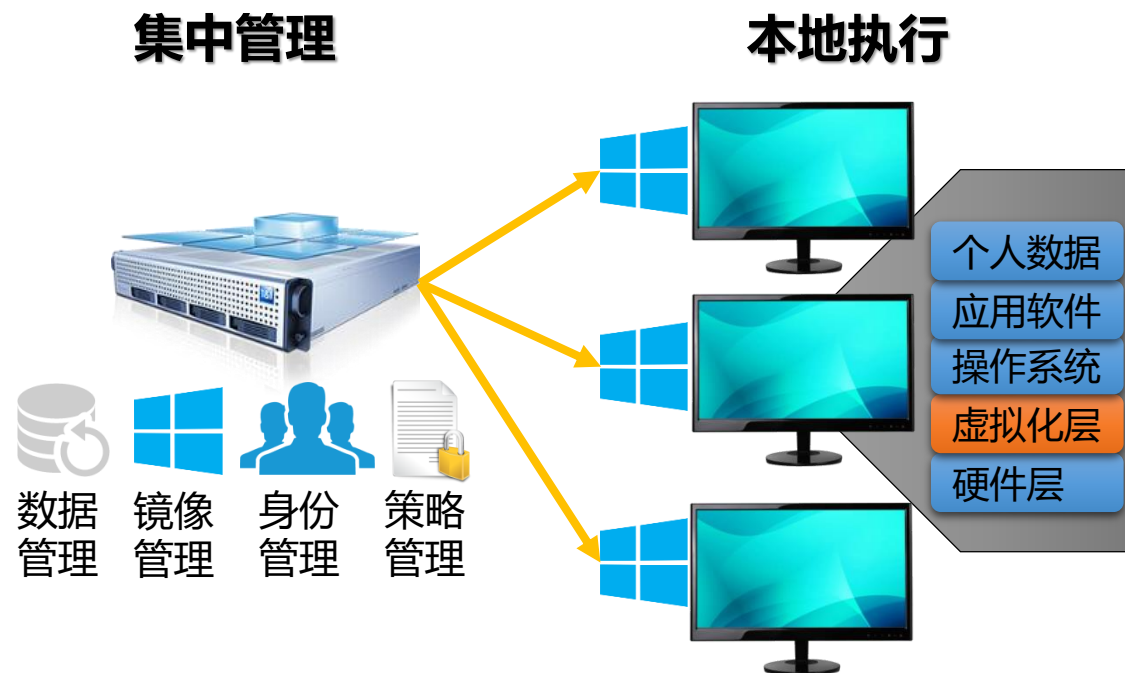 集中管理
本地执行
个人数据
应用软件
操作系统
虚拟化层
硬件层
数据
管理
镜像
管理
身份
管理
策略
管理